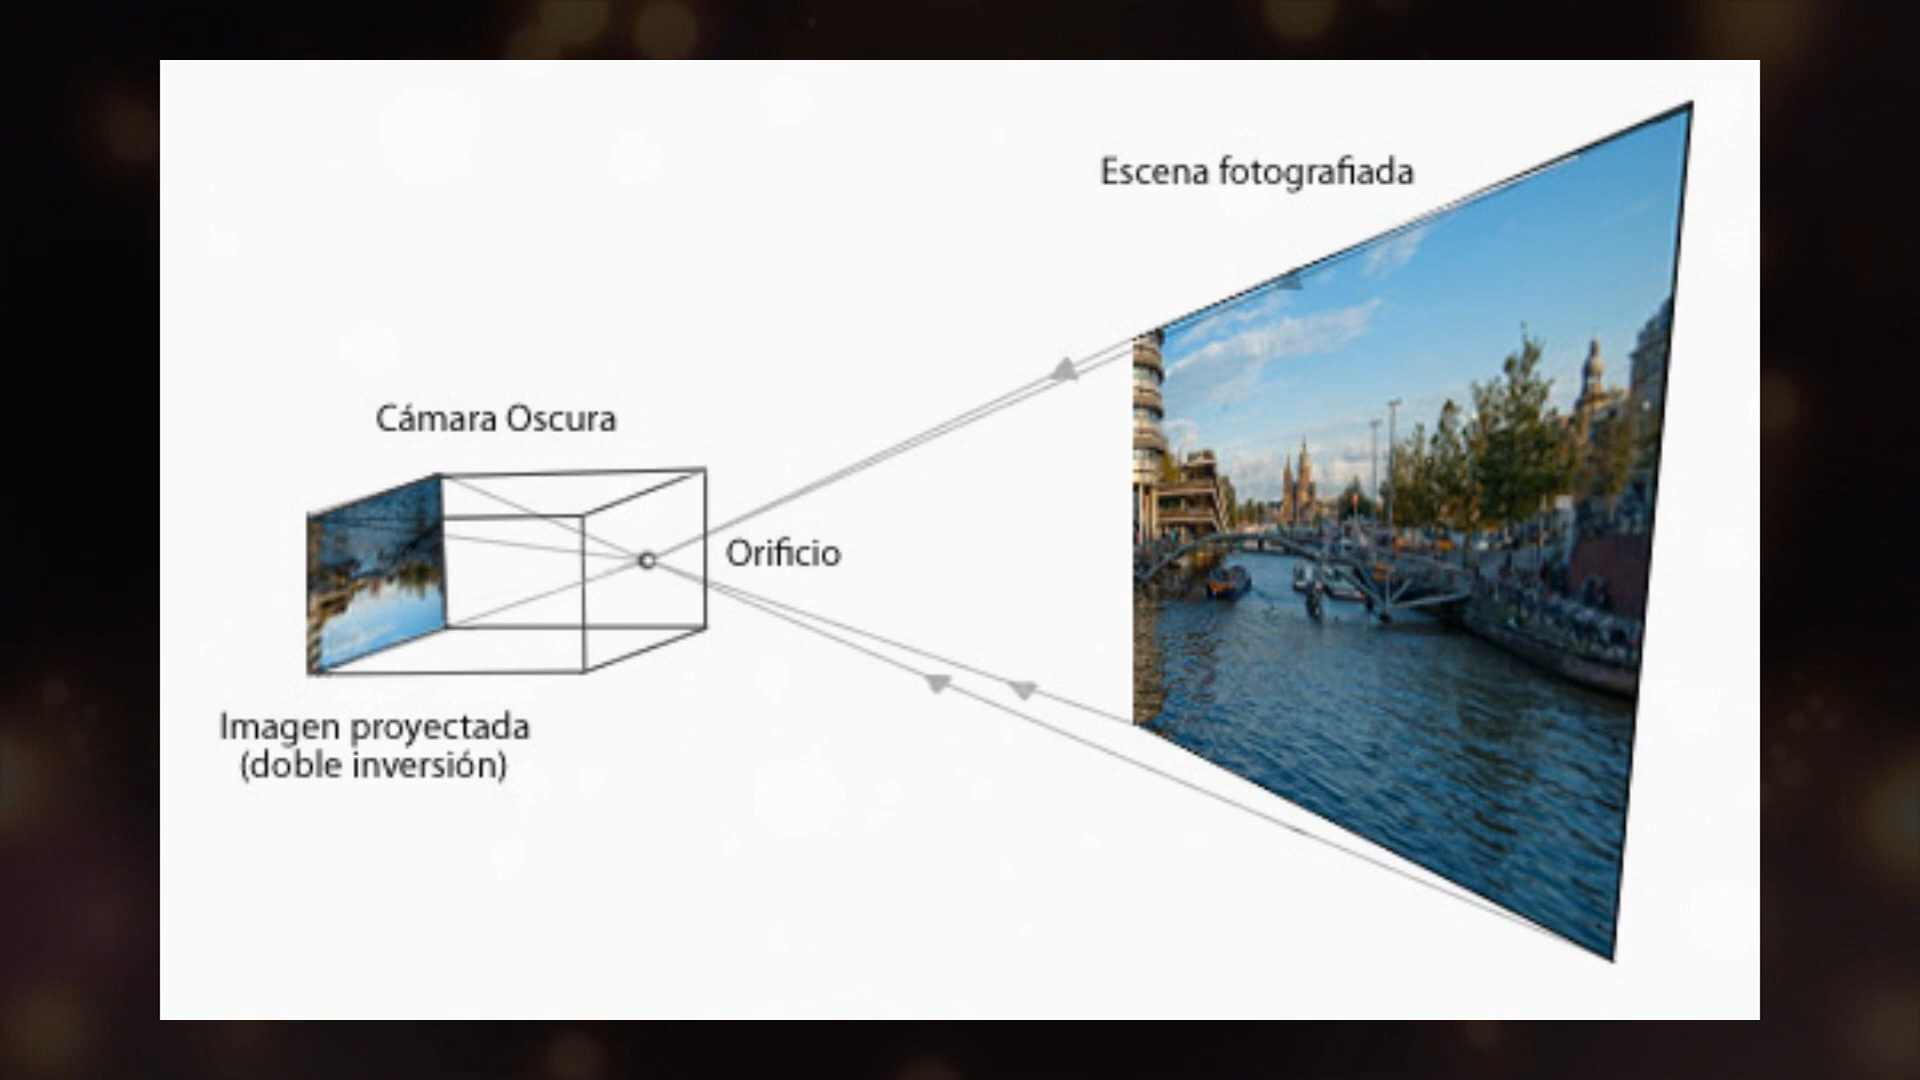 Escena fotografiada
Cámara Oscura
Orificio
Imagen proyectada
(doble inversión)